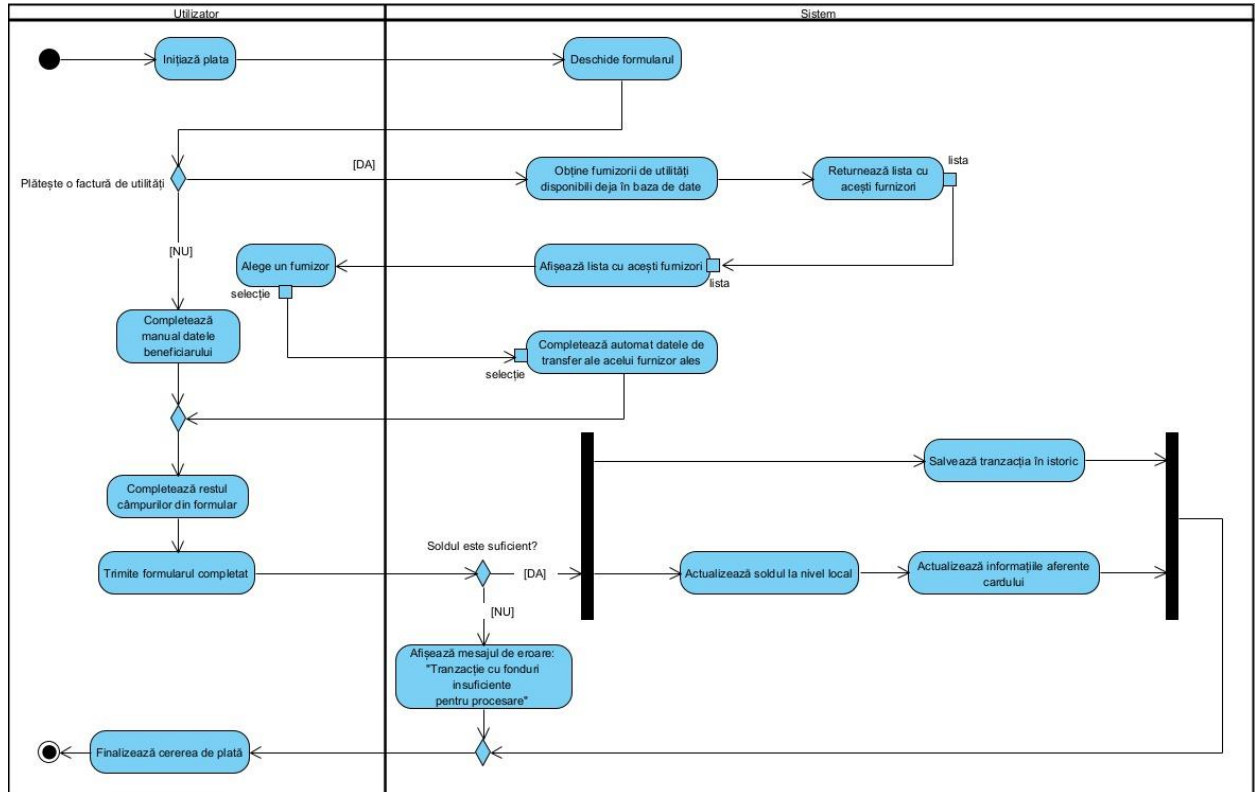 Utilizator
Sistem
Inițiază plata
Deschide formularul
Plătește o factură de utilități
[DA]
Obține furnizorii de utilități
disponibili deja în baza de date
Returnează lista cu
acești furnizori
lista
[NU]
Alege un furnizor
selecție
Afișează lista cu acești furnizori
lista
Completează
manual datele
beneficiarului
Completează automat datele de
transfer ale acelui furnizor ales
selecție
Completează restul
câmpurilor din formular
Trimite formularul completat
Soldul este suficient?
[DA]
Salvează tranzacția în istoric
Actualizează soldul la nivel local
Actualizează informațiile aferente
cardului
[NU]
Afișează mesajul de eroare:
"Tranzacție cu fonduri
insuficiente
pentru procesare"
Finalizează cererea de plată